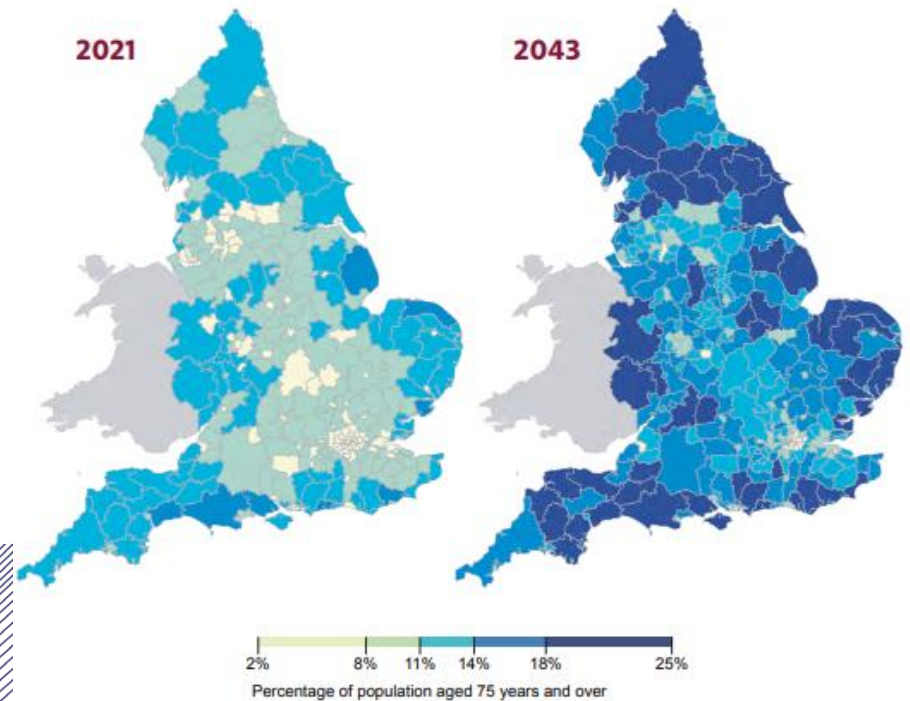 2021
2043
2% 8% 11% 14% 18% 25%
Percentage of population aged 75 years and over